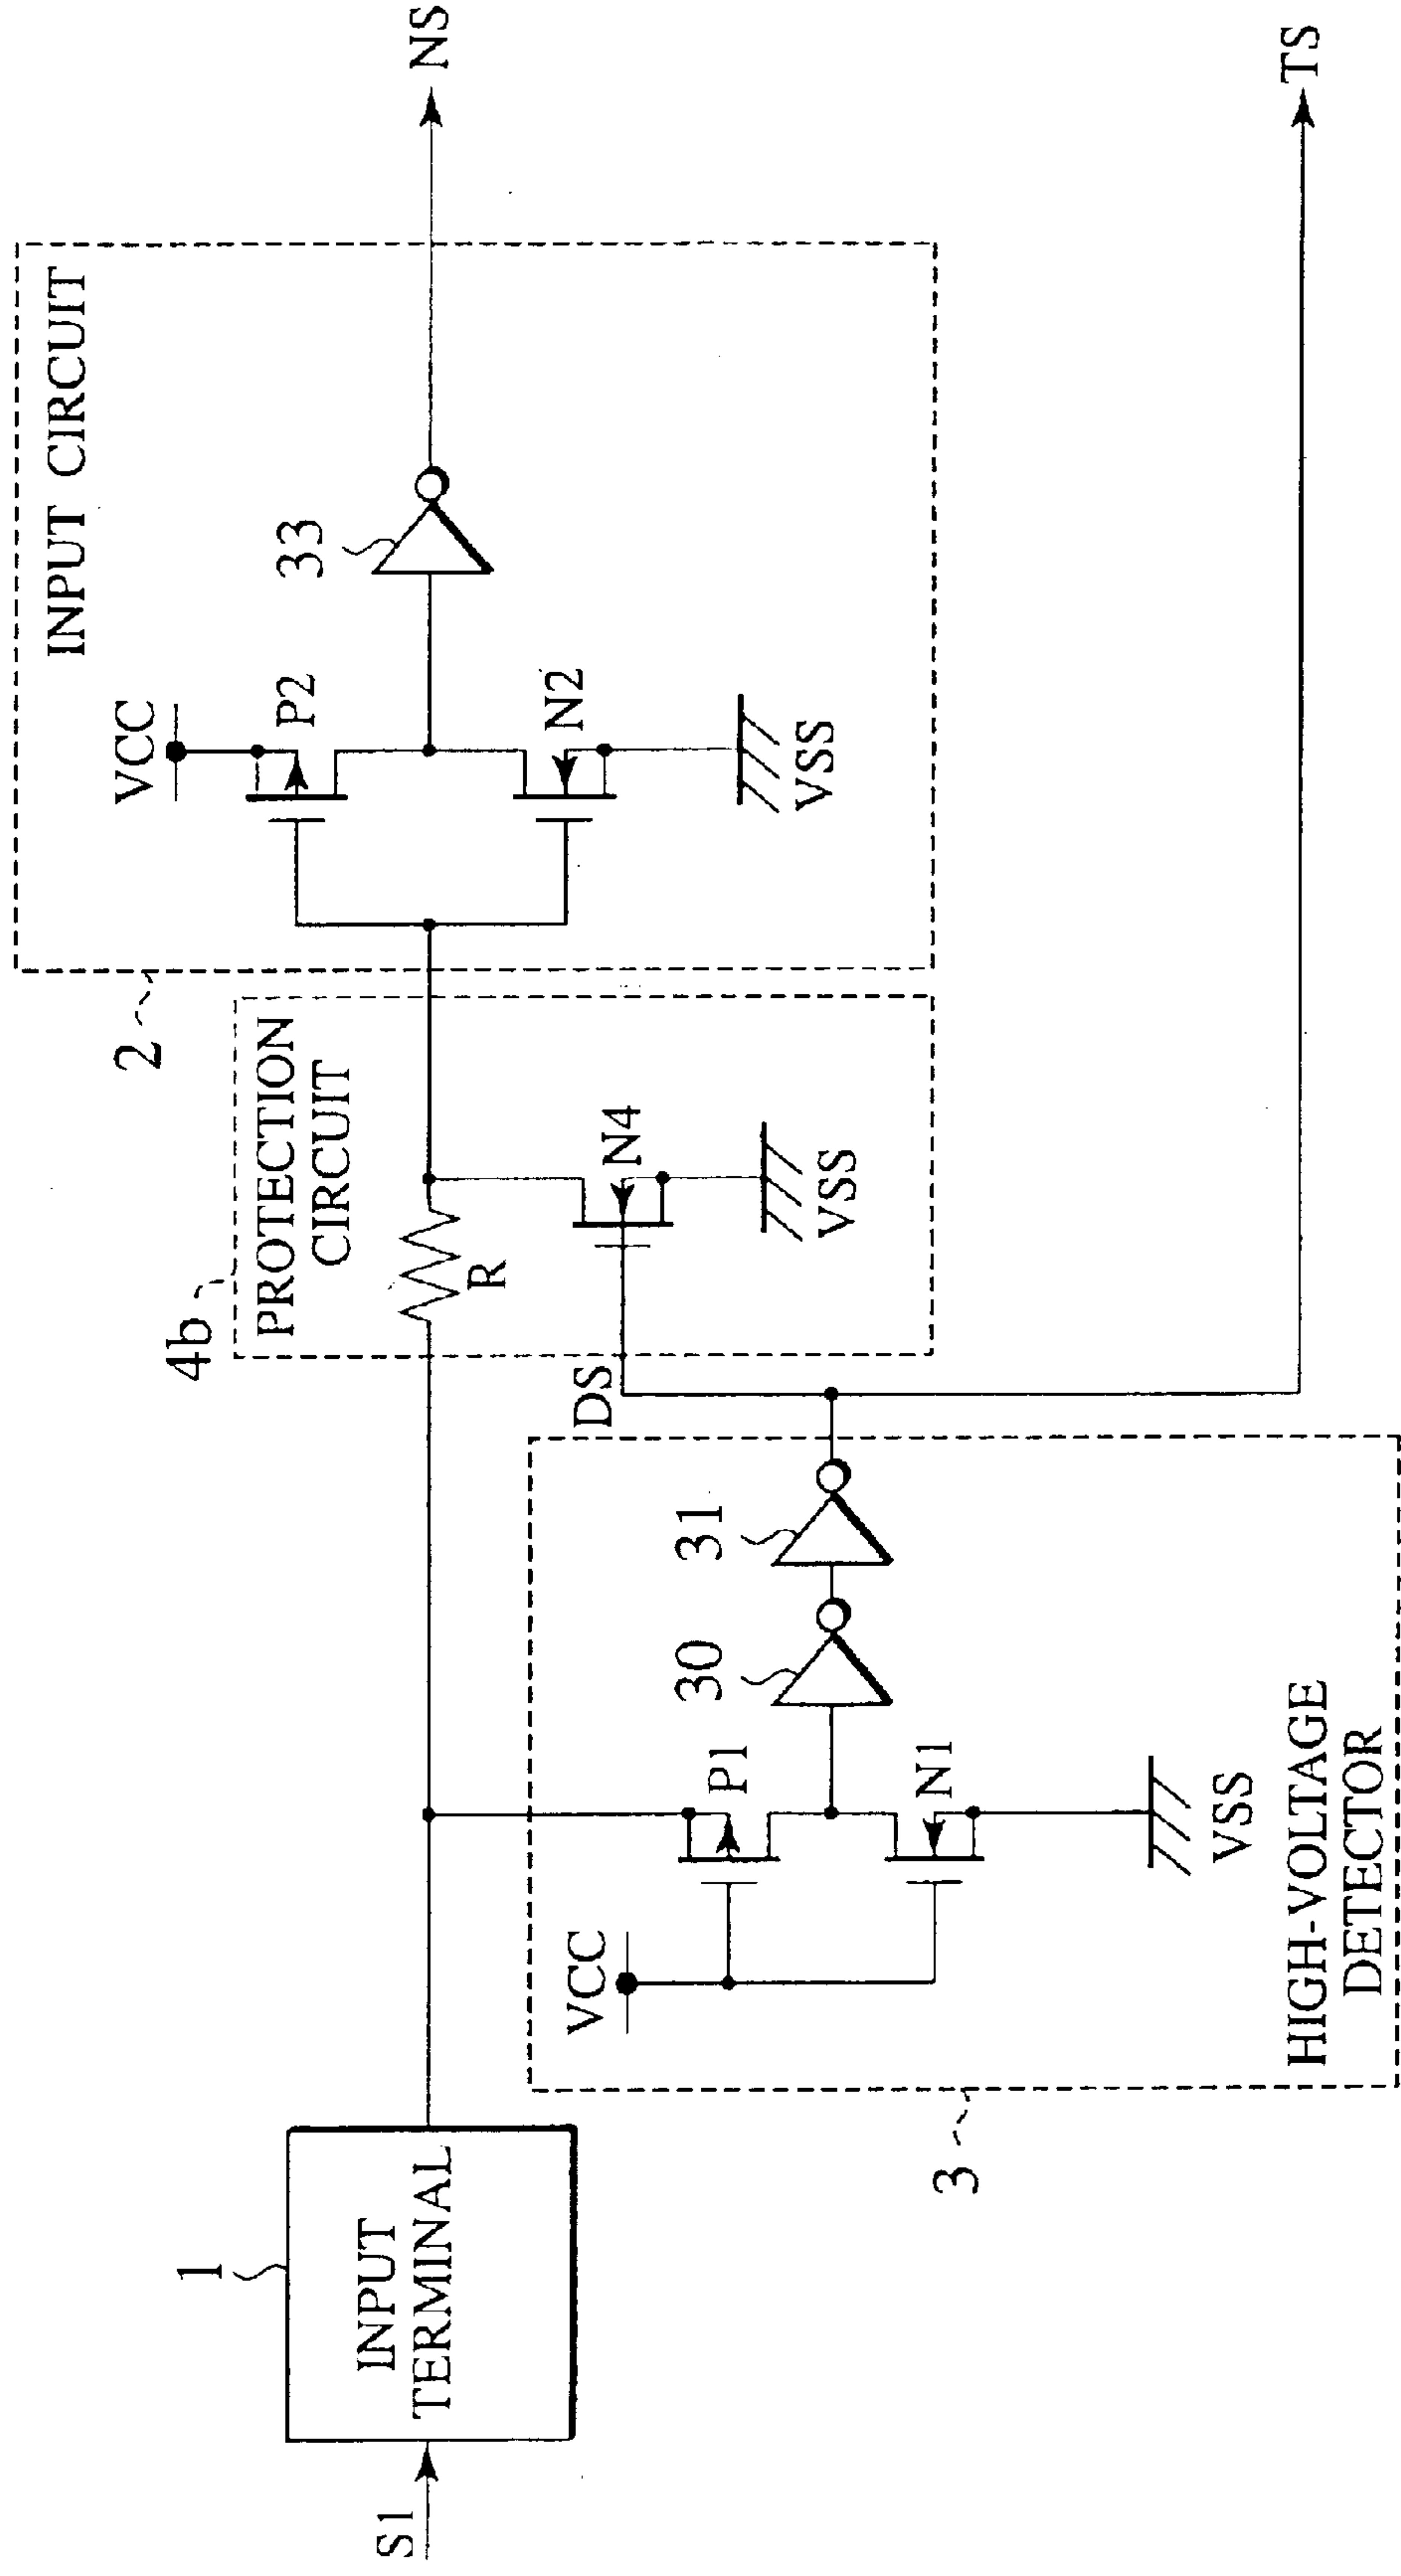 S1
1
INPUT
TERMINAL
3
HIGH-VOLTAGE
DETECTOR
VCC
P1
N1
VSS
30
31
DS
4b
PROTECTION
CIRCUIT
R
N4
VSS
2
INPUT CIRCUIT
VCC
P2
N2
VSS
33
NS
TS